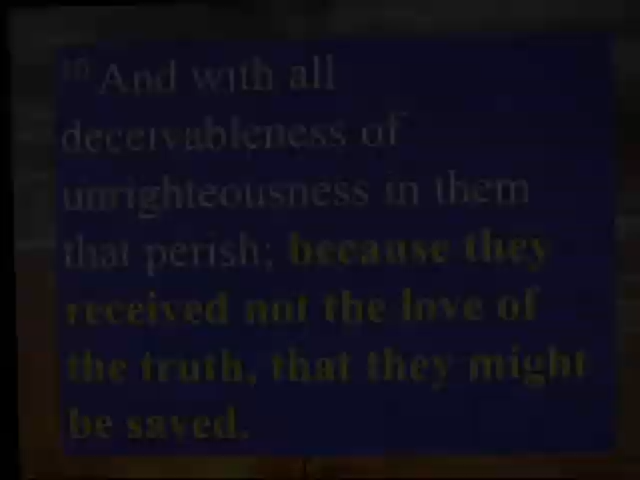 10 And with all
deceivableness of
unrighteousness in them
that perish; because they
received not the love of
the truth, that they might
be saved.